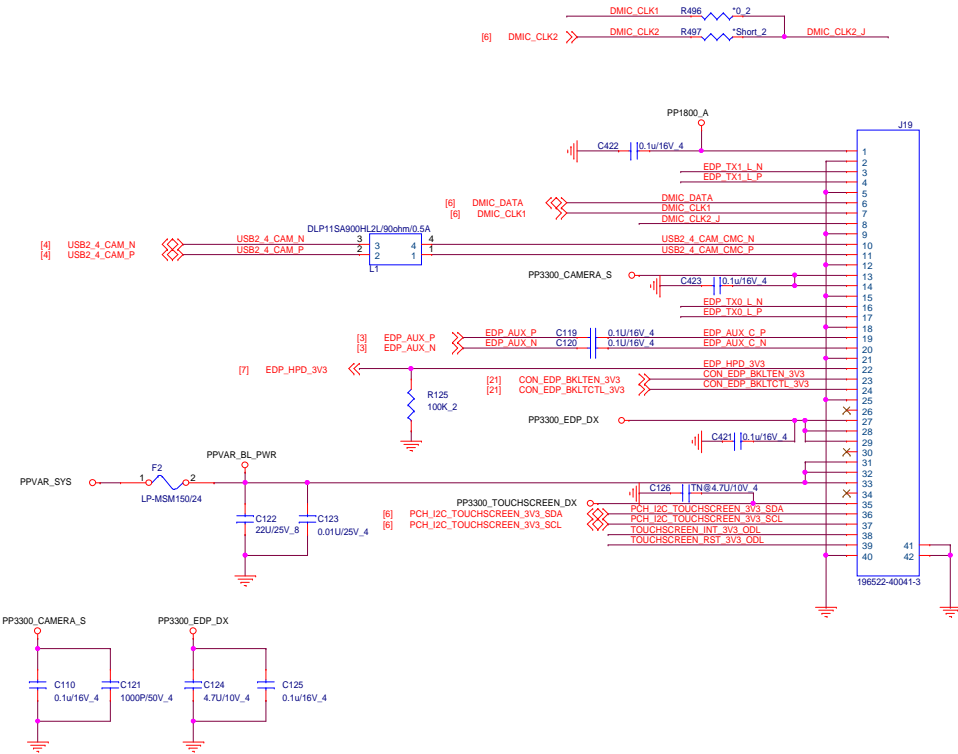 DMIC_CLK1 R496 *0_2
[6] DMIC_CLK2 DMIC_CLK2 R497 *Short_2 DMIC_CLK2_J
PP1800_A
J19
C422 0.1u/16V_4 1
2
EDP_TX1_L_N 3
EDP_TX1_L_P 4
5
[6] DMIC_DATA DMIC_DATA 6
[6] DMIC_CLK1 DMIC_CLK1 7
DMIC_CLK2_J 8
DLP11SA900HL2L/90ohm/0.5A 9
[4] USB2_4_CAM_N USB2_4_CAM_N 3 3 4 4 USB2_4_CAM_CMC_N 10
[4] USB2_4_CAM_P USB2_4_CAM_P 2 2 1 1 USB2_4_CAM_CMC_P 11
L1 12
PP3300_CAMERA_S 13
C423 0.1u/16V_4 14
15
EDP_TX0_L_N 16
EDP_TX0_L_P 17
18
[3] EDP_AUX_P EDP_AUX_P C119 0.1U/16V_4 EDP_AUX_C_P 19
[3] EDP_AUX_N EDP_AUX_N C120 0.1U/16V_4 EDP_AUX_C_N 20
21
[7] EDP_HPD_3V3 EDP_HPD_3V3 22
[21] CON_EDP_BKLTEN_3V3 CON_EDP_BKLTEN_3V3 23
[21] CON_EDP_BKLTCTL_3V3 CON_EDP_BKLTCTL_3V3 24
R125
100K_2
25
26
PP3300_EDP_DX 27
28
C421 0.1u/16V_4 29
30
31
32
33
PPVAR_BL_PWR
PPVAR_SYS 1 F2 2
LP-MSM150/24
C126 TN@4.7U/10V_4 34
PP3300_TOUCHSCREEN_DX 35
[6] PCH_I2C_TOUCHSCREEN_3V3_SDA PCH_I2C_TOUCHSCREEN_3V3_SDA 36
[6] PCH_I2C_TOUCHSCREEN_3V3_SCL PCH_I2C_TOUCHSCREEN_3V3_SCL 37
TOUCHSCREEN_INT_3V3_ODL 38
TOUCHSCREEN_RST_3V3_ODL 39 41
40 42
C122
22U/25V_8
C123
0.01U/25V_4
196522-40041-3
PP3300_CAMERA_S
C110
0.1u/16V_4
C121
1000P/50V_4
PP3300_EDP_DX
C124
4.7U/10V_4
C125
0.1u/16V_4